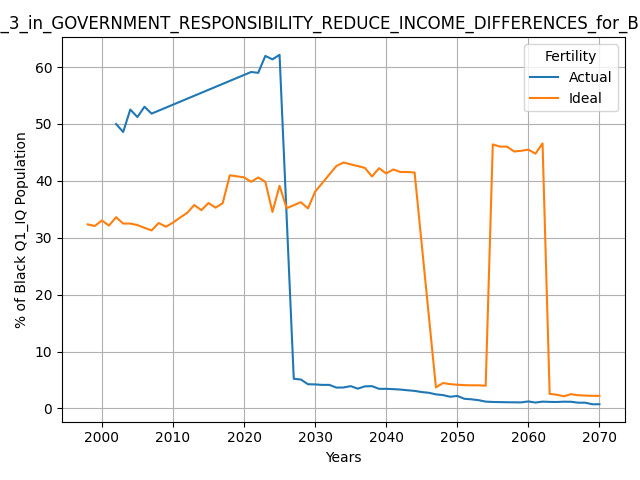 _3_in_GOVERNMENT_RESPONSIBILITY_REDUCE_INCOME_DIFFERENCES_for_B
Fertility
Actual
Ideal
% of Black Q1_IQ Population
60
50
40
30
20
10
0
2000 2010 2020 2030 2040 2050 2060 2070
Years